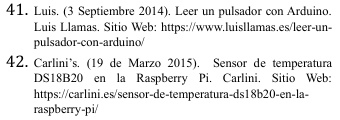 41. Luis. (3 Septiembre 2014). Leer un pulsador con Arduino.
Luis Llamas. Sitio Web: https://www.luisllamas.es/leer-un-
pulsador-con-arduino/
42. Carlini's. (19 de Marzo 2015). Sensor de temperatura
DS18B20 en la Raspberry Pi. Carlini. Sitio Web:
https://carlini.es/sensor-de-temperatura-ds18b20-en-la-
raspberry-pi/